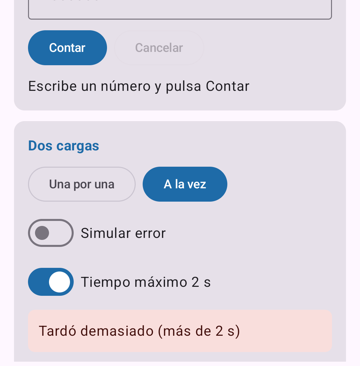 Contar
Cancelar
Escribe un número y pulsa Contar
Dos cargas
Una por una
A la vez
Simular error
Tiempo máximo 2 s
Tardó demasiado (más de 2 s)